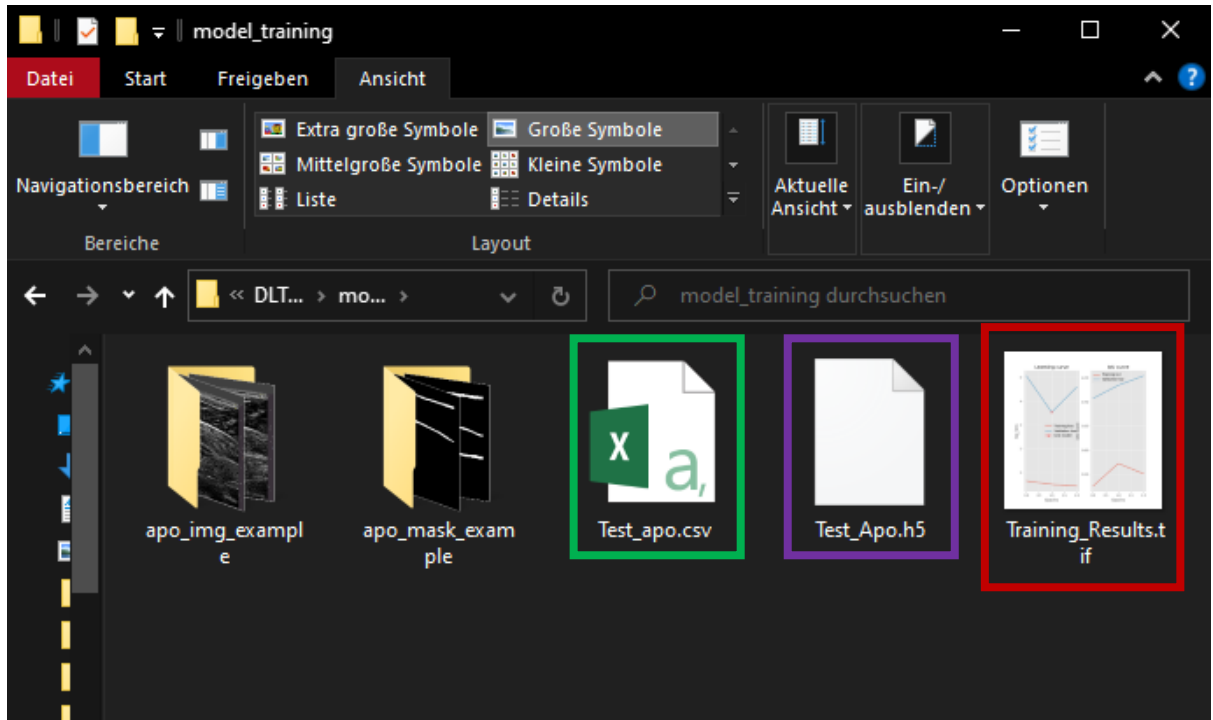 model_training
Datei Start Freigeben Ansicht
Extra große Symbole Große Symbole
Mittelgroße Symbole Kleine Symbole
Liste Details
Navigationsbereich
Aktuelle
Ansicht
Ein-/
ausblenden
Optionen
Bereiche Layout
« DLT... › mo... › model_training durchsuchen
apo_img_exampl
e
apo_mask_exam
ple
X a,
Test_apo.csv
Test_Apo.h5
Training_Results.t
if